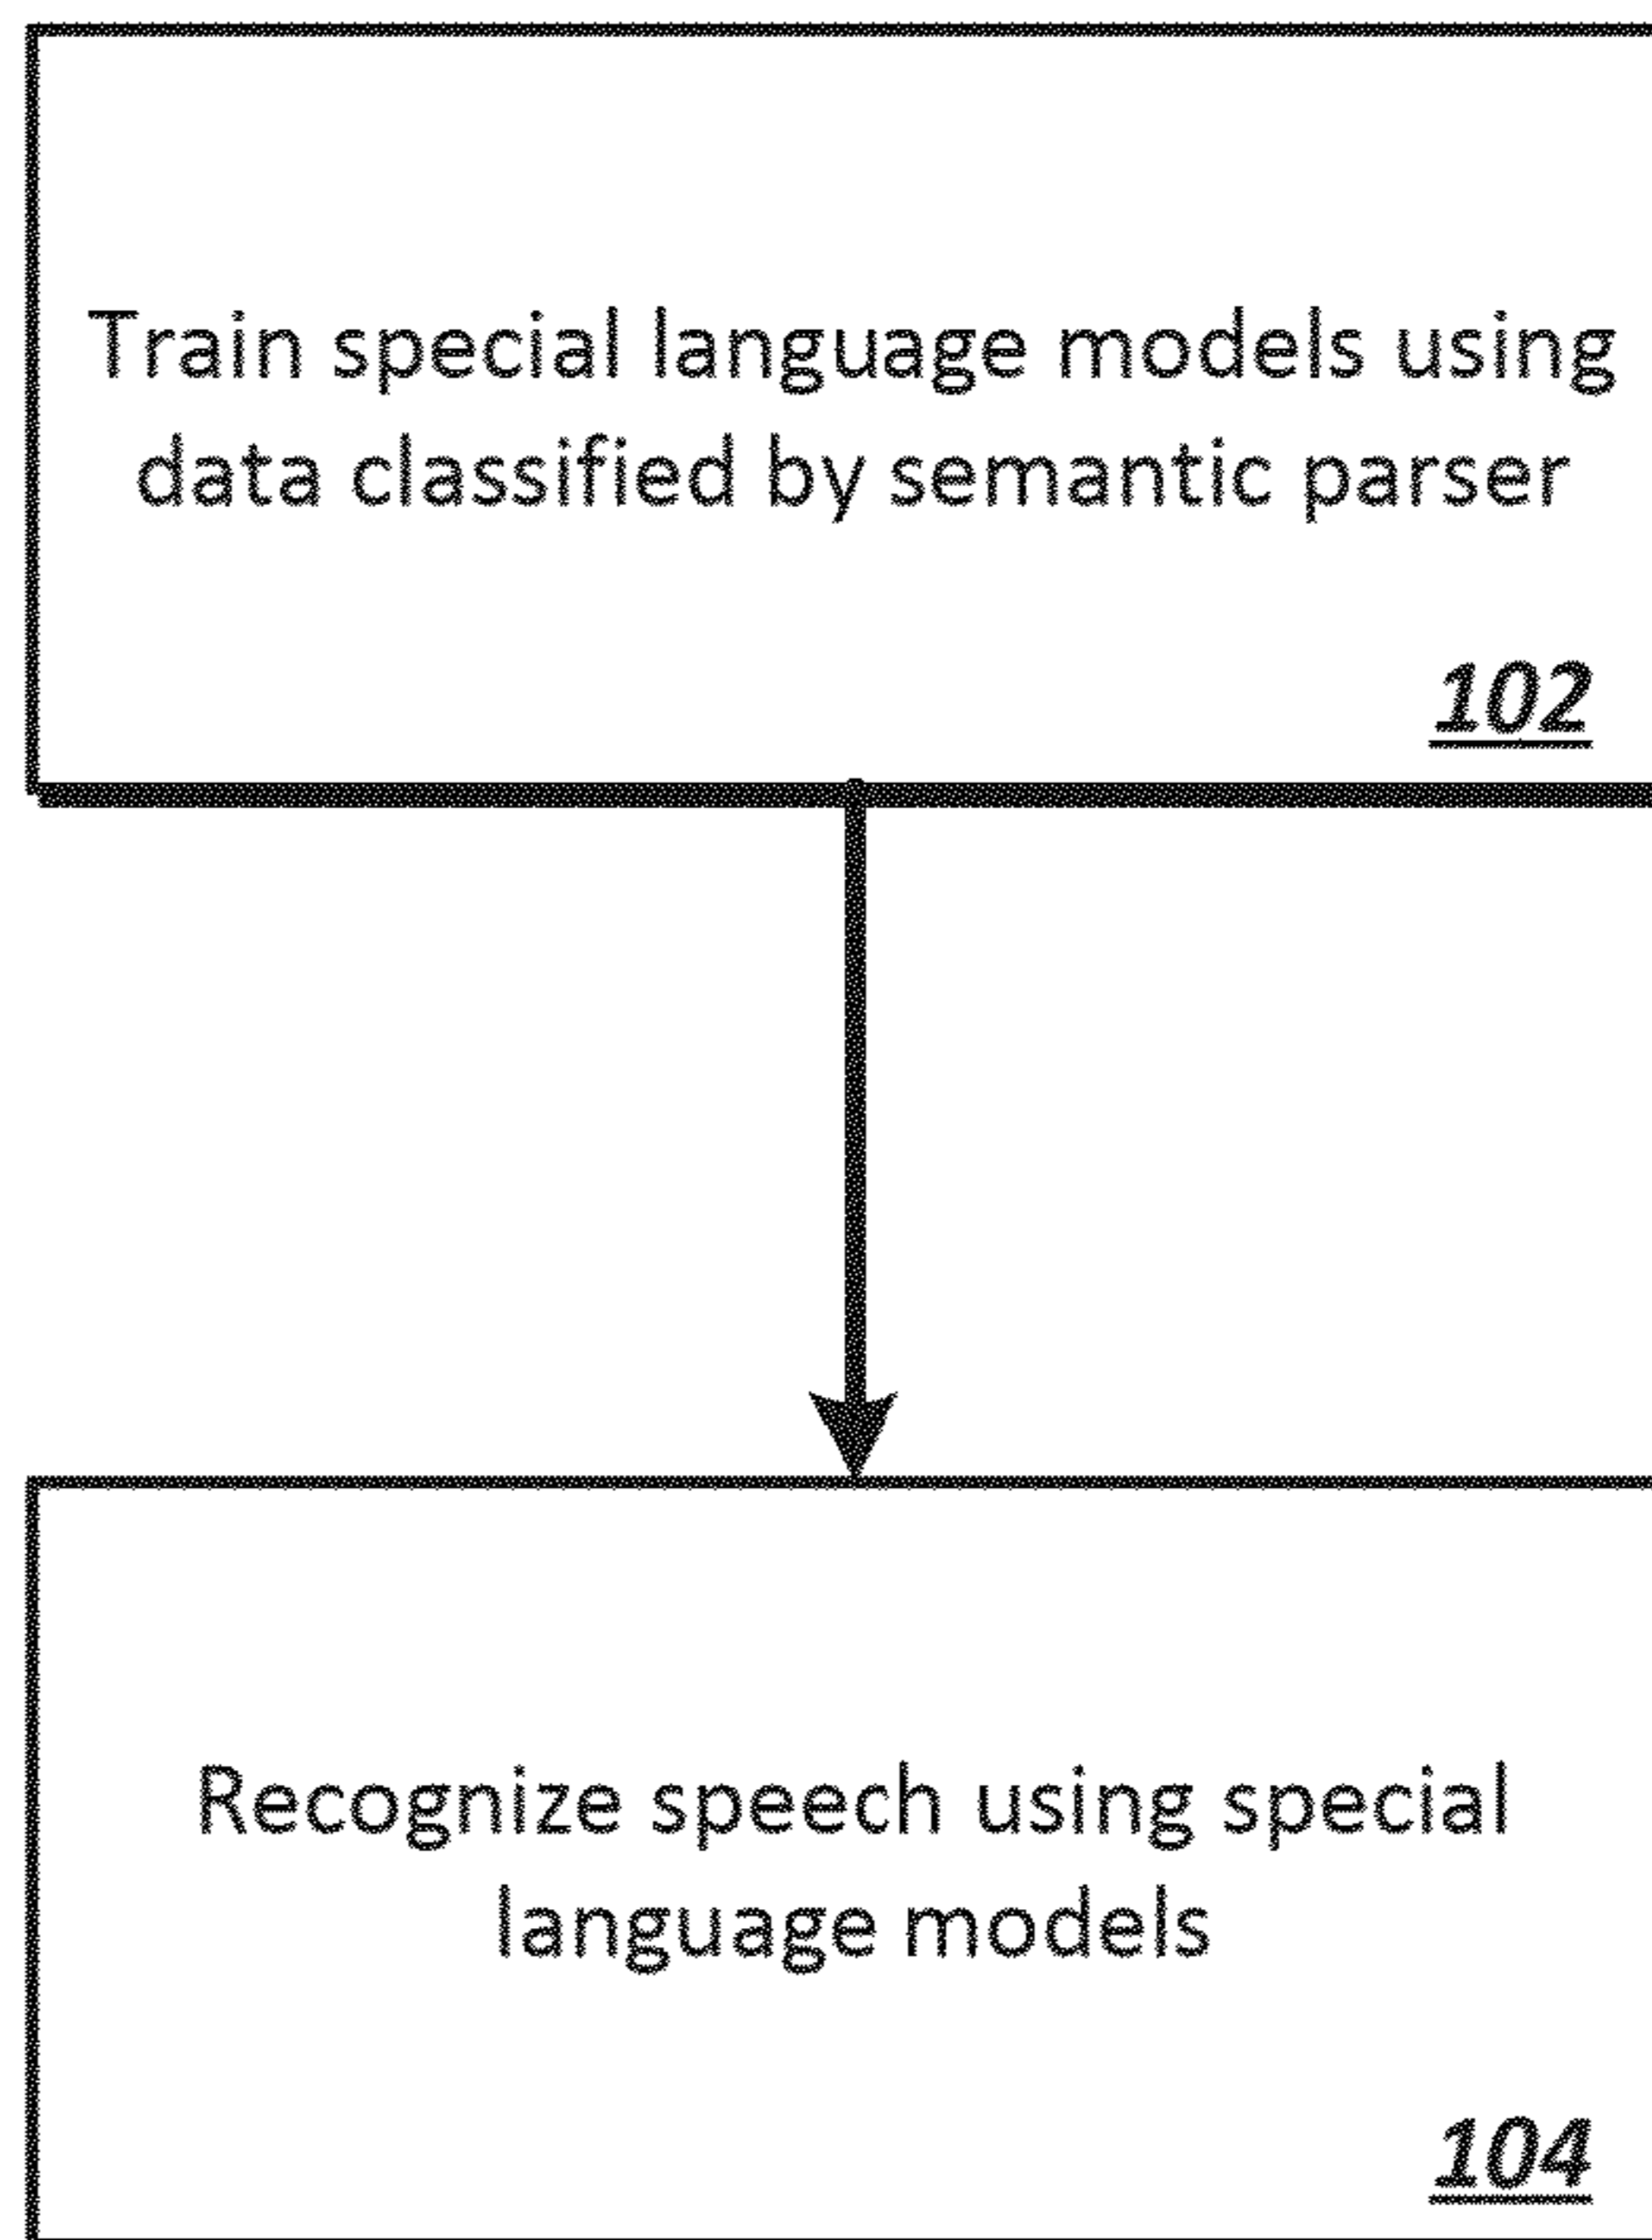 Train special language models using
data classified by semantic parser
102
Recognize speech using special
language models
104